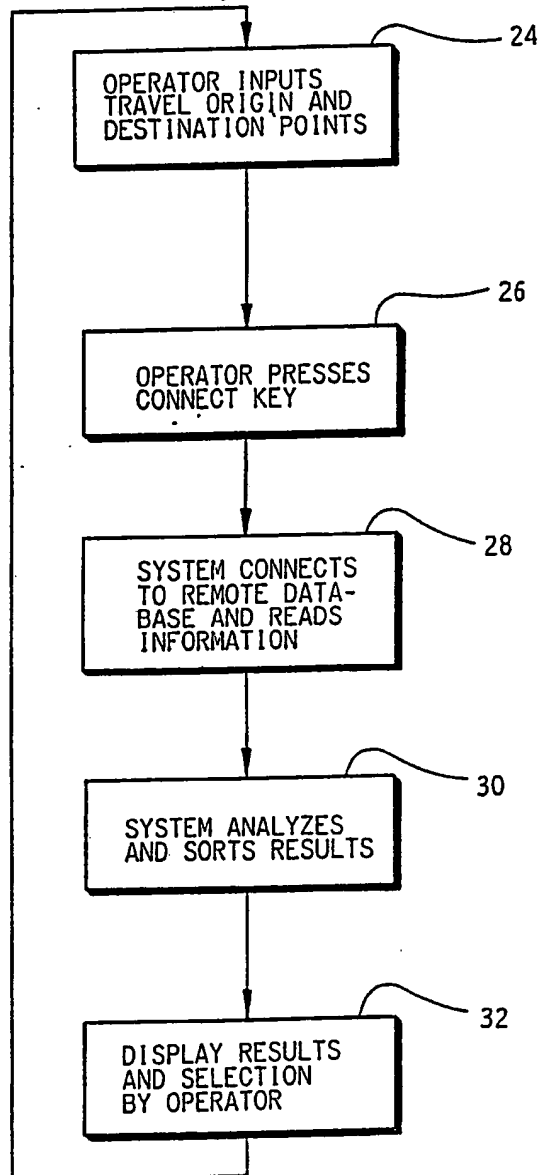 24
OPERATOR INPUTS
TRAVEL ORIGIN AND
DESTINATION POINTS
26
OPERATOR PRESSES
CONNECT KEY
28
SYSTEM CONNECTS
TO REMOTE DATA-
BASE AND READS
INFORMATION
30
SYSTEM ANALYZES
AND SORTS RESULTS
32
DISPLAY RESULTS
AND SELECTION
BY OPERATOR